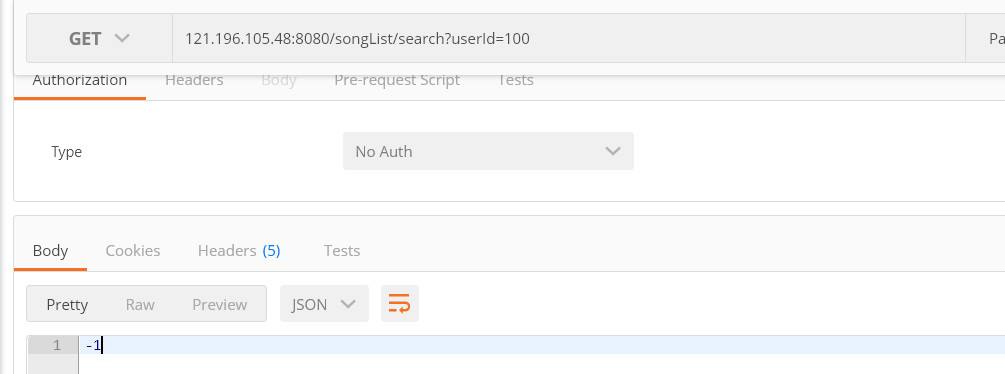 GET 121.196.105.48:8080/songList/search?userId=100 Pa
Authorization Headers Body Pre-request Script Tests
Type No Auth
Body Cookies Headers (5) Tests
Pretty Raw Preview JSON
1 -1